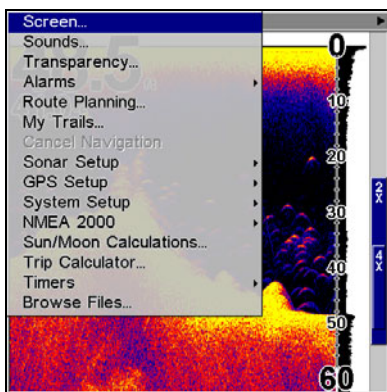 Screen...
Sounds...
Transparency...
Alarms
Route Planning...
My Trails...
Cancel Navigation
Sonar Setup
GPS Setup
System Setup
NMEA 2000
Sun/Moon Calculations...
Trip Calculator...
Timers
Browse Files...
0
10
20
30
40
50
60
2X
4X